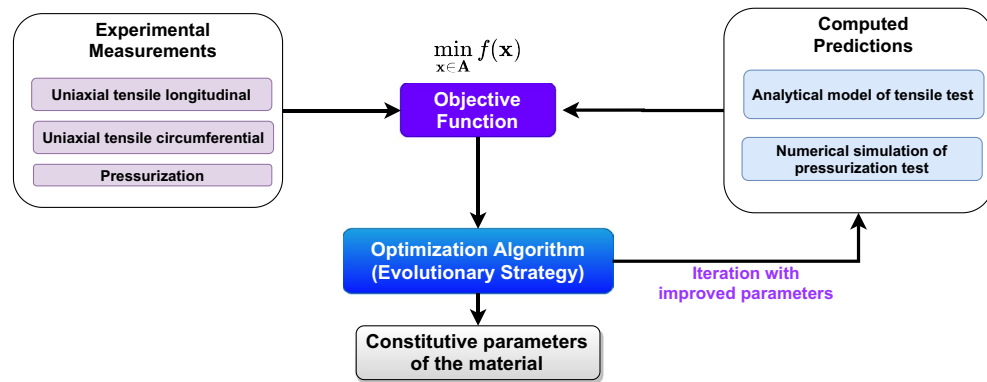 Experimental
Measurements
Uniaxial tensile longitudinal
Uniaxial tensile circumferential
Pressurization
min f(x)
x∈A
Objective
Function
Computed
Predictions
Analytical model of tensile test
Numerical simulation of
pressurization test
Optimization Algorithm
(Evolutionary Strategy)
Iteration with
improved parameters
Constitutive parameters
of the material